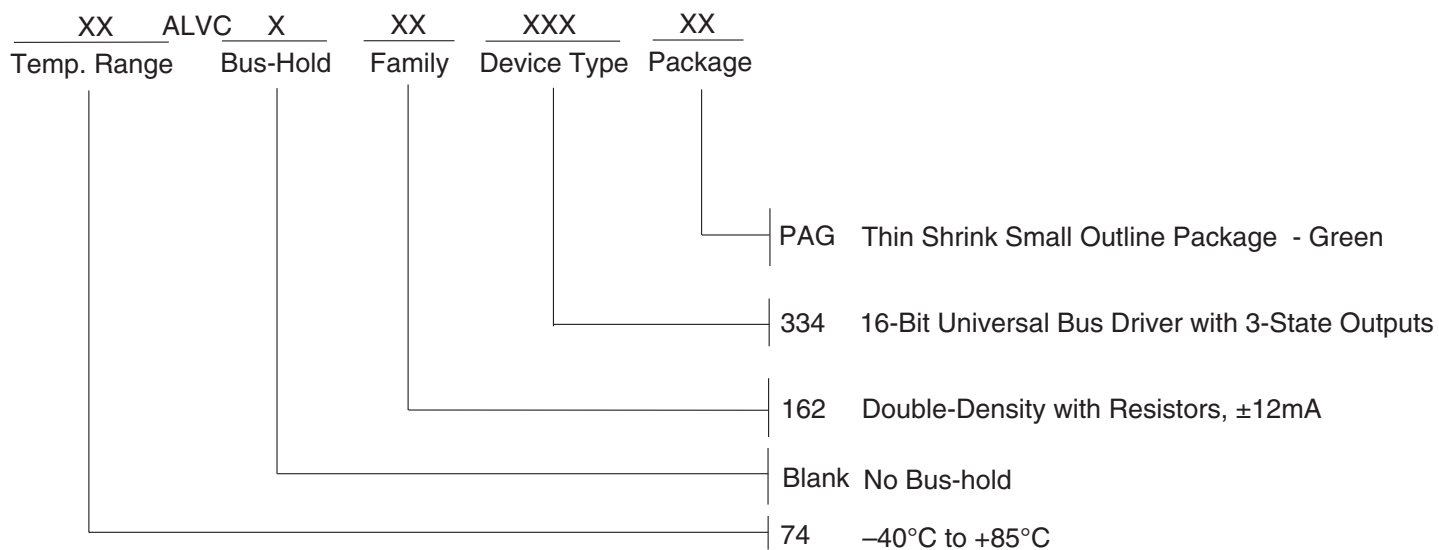 XX ALVC X XX XXX XX
Temp. Range Bus-Hold Family Device Type Package
PAG Thin Shrink Small Outline Package - Green
334 16-Bit Universal Bus Driver with 3-State Outputs
162 Double-Density with Resistors, ±12mA
Blank No Bus-hold
74 –40°C to +85°C